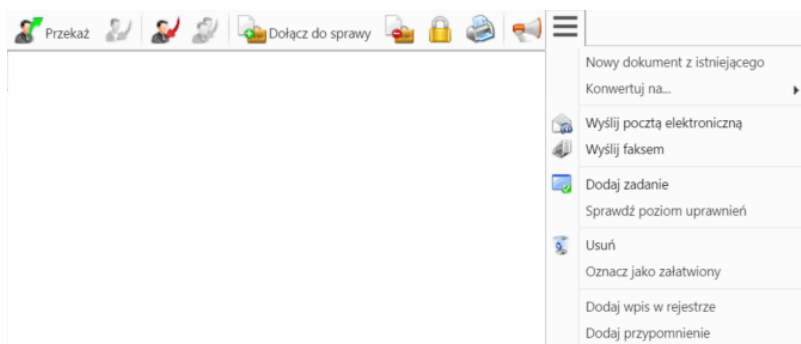 Przekaż
Dołącz do sprawy
Nowy dokument z istniejącego
Konwertuj na...
Wyślij pocztą elektroniczną
Wyślij faksem
Dodaj zadanie
Sprawdź poziom uprawnień
Usuń
Oznacz jako załatwiony
Dodaj wpis w rejestrze
Dodaj przypomnienie